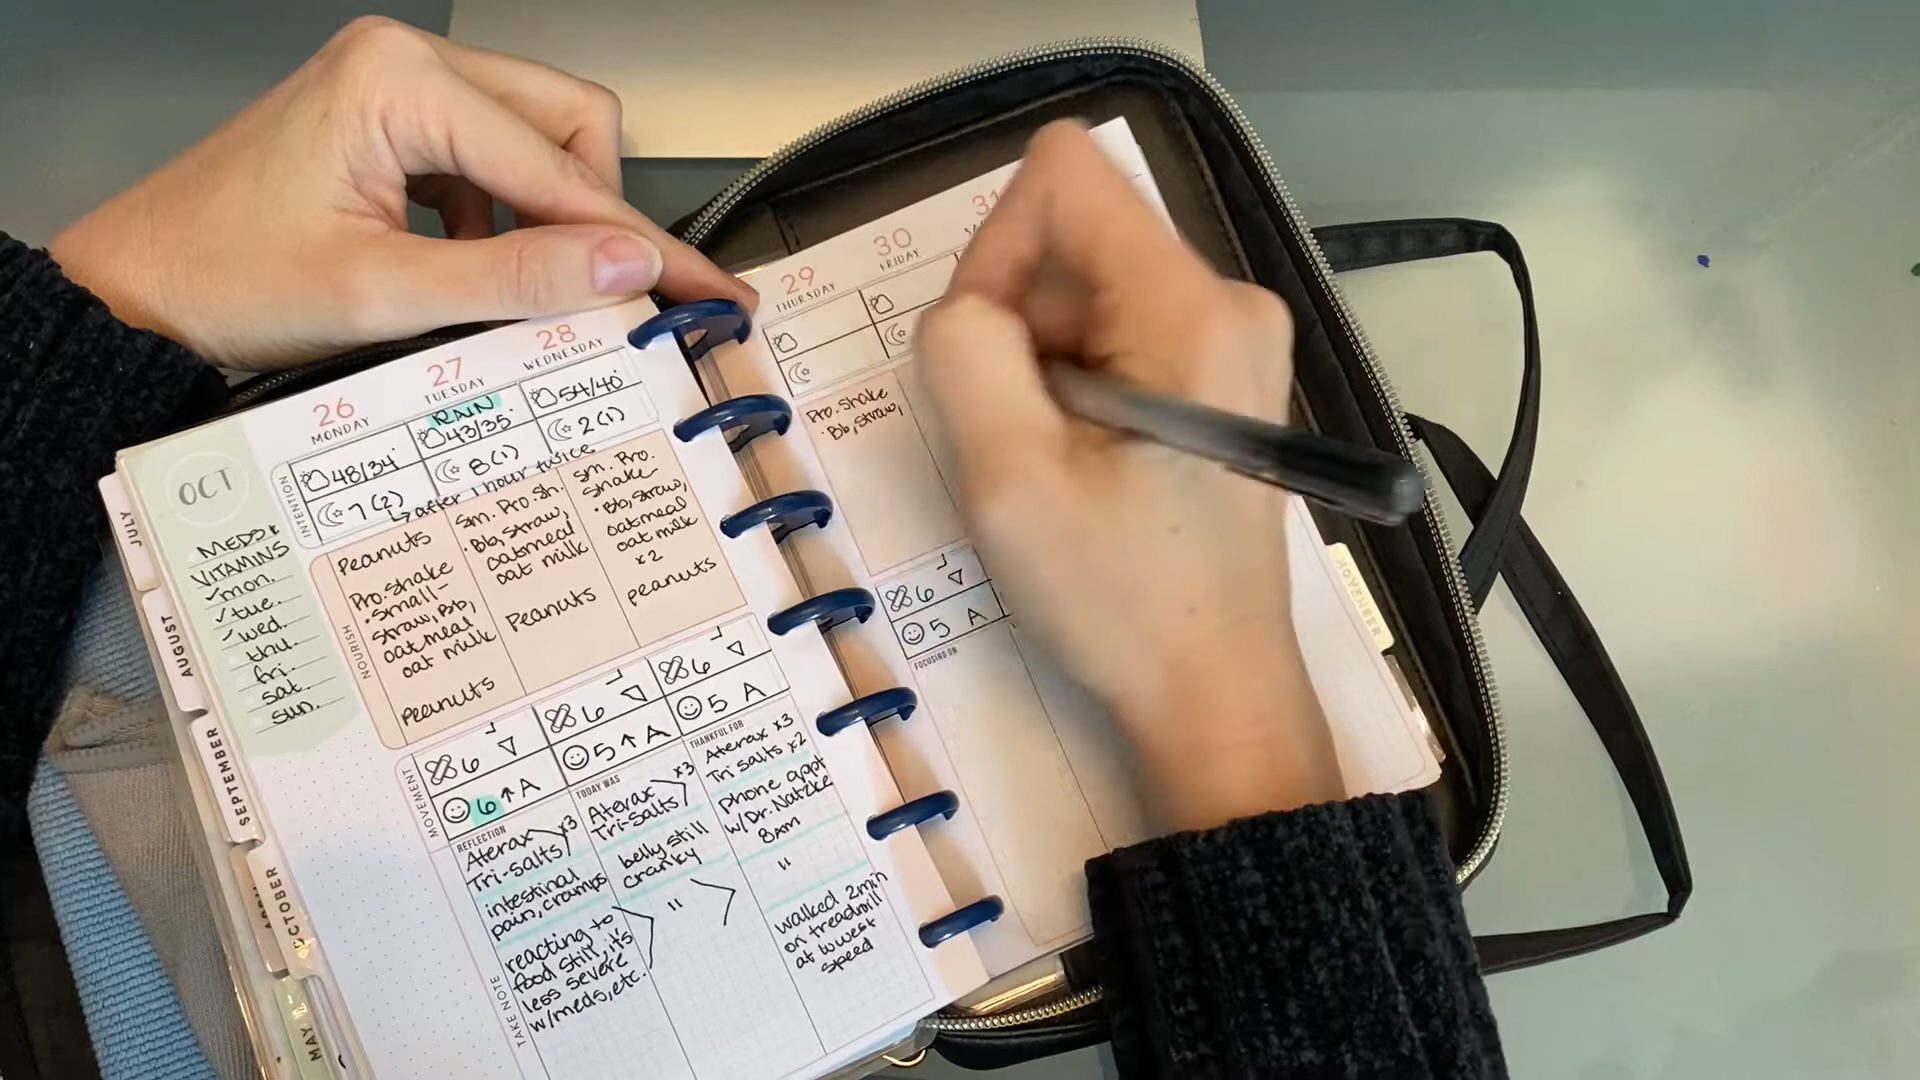 JULY
AUGUST
SEPTEMBER
OCTOBER
MAY
OCT
MEDS &
VITAMINS
✓mon.
✓tue.
✓wed.
thu.
fri.
sat.
sun.
INTENTION
NOURISH
MOVEMENT
TAKE NOTE
26
MONDAY
48/34°
7 (2)
↳ after 1 hour twice
Peanuts
Pro. Shake
• Small-
straw, Bb,
oatmeal
oat milk
Peanuts
6
6 ↑ A
REFLECTION
Aterax
Tri-salts
x3
intestinal
pain, cramps
reacting to
food still, it's
less severe
w/meds, etc.
27
TUESDAY
RAIN
43/35°
8 (1)
Sm. Pro. Sh.
• Bb, straw,
oatmeal
oat milk
Peanuts
6
5 ↑ A
TODAY WAS
Aterax
Tri-Salts
x3
belly still
cranky
"
28
WEDNESDAY
54/40°
2 (1)
Sm. Pro.
Shake
• Bb, straw,
oatmeal
oat milk
x2
peanuts
6
5 A
THANKFUL FOR
Aterax x3
Tri salts x2
Phone appt
w/Dr. Natzke
8am
"
walked 2min
on treadmill
at lowest
speed
29
THURSDAY
Pro. Shake
• Bb, straw,
6
5 A
FOCUSING ON
30
FRIDAY
31
NOVEMBER